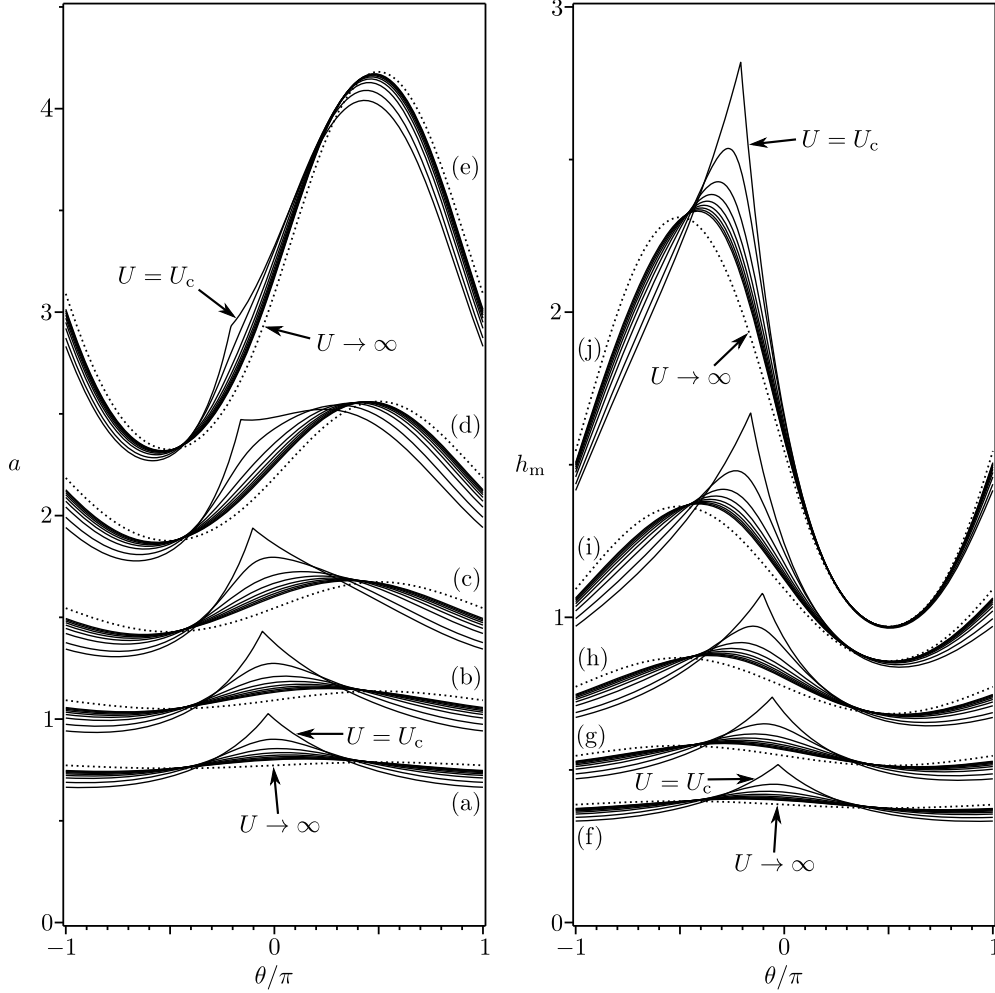 4
3
2
1
0
a
(e)
U = U_c
U → ∞
(d)
(c)
(b)
U = U_c
(a)
U → ∞
−1
0
1
θ/π
3
2
1
0
h_m
U = U_c
(j)
U → ∞
(i)
(h)
(g)
U = U_c
(f)
U → ∞
−1
0
1
θ/π